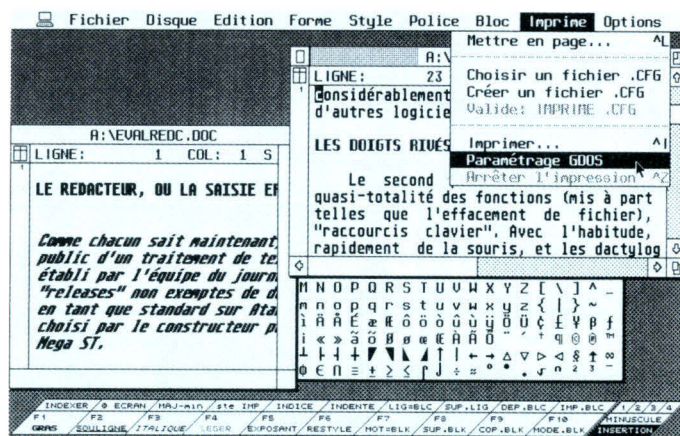 Fichier Disque Edition Forme Style Police Bloc Imprime Options
Mettre en page... ^L
Choisir un fichier .CFG
Créer un fichier .CFG
Valide: IMPRIME .CFG
Imprimer... ^I
Paramétrage GDOS
Arrêter l'impression ^Z
A:\
LIGNE: 23
Considérablement
d'autres logicie
LES DOIGTS RIVÉS
Le second
quasi-totalité des fonctions (mis à part
telles que l'effacement de fichier),
"raccourcis clavier". Avec l'habitude,
rapidement de la souris, et les dactylog
A:\EVALREDC.DOC
LIGNE: 1 COL: 1 S
LE REDACTEUR, OU LA SAISIE EF
Comme chacun sait maintenant,
public d'un traitement de te
établi par l'équipe du journ
"releases" non exemptes de d
en tant que standard sur Ata
choisi par le constructeur p
Mega ST.
M N O P Q R S T U V W X Y Z [ \ ] ^ _
m n o p q r s t u v w x y z { | } ~
ì Ä Å É æ Æ ô ö ò û ù ÿ Ö Ü ¢ £ ¥ β ƒ
INDEXER / @ ECRAN / MAJ-min / ste IMP / INDICE / INDENTE / LIG=BLC / SUP.LIG / DEP.BLC / IMP.BLC / 1/2/3/4
F1 F2 F3 F4 F5 F6 F7 F8 F9 F10 MINUSCULE
GRAS / SOULIGNE / ITALIQUE / LEGER / EXPOSANT / RESTYLE / MOT=BLK / SUP.BLK / COP.BLK / MODE.BLK / INSERTION